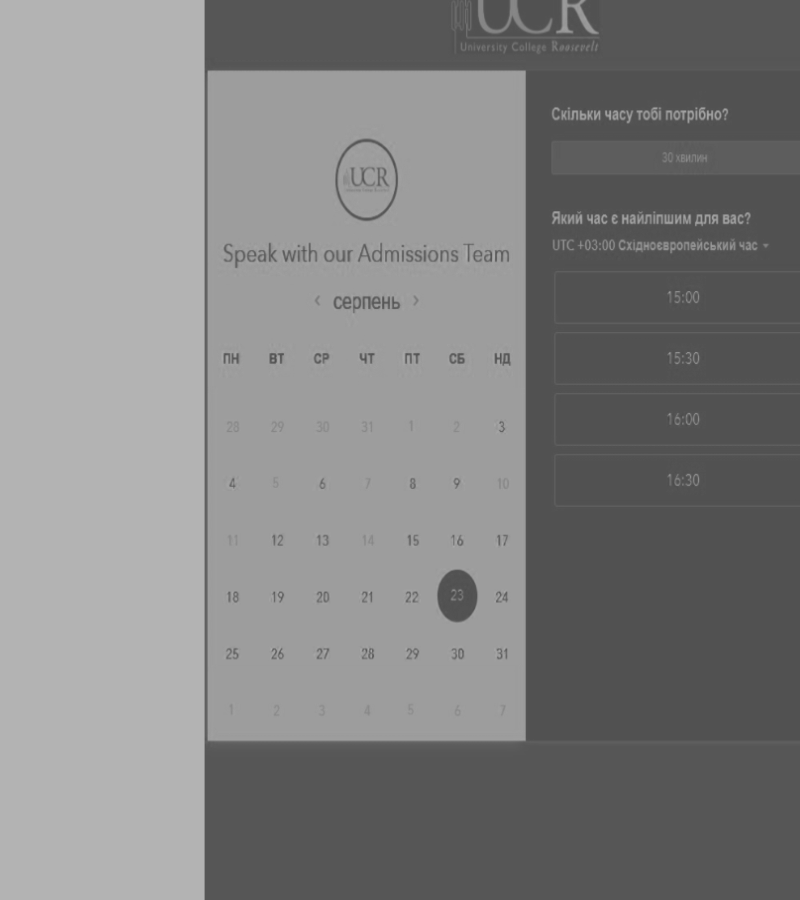 UCR
University College Roosevelt
UCR
Speak with our Admissions Team
‹ серпень ›
ПН ВТ СР ЧТ ПТ СБ НД
28 29 30 31 1 2 3
4 5 6 7 8 9 10
11 12 13 14 15 16 17
18 19 20 21 22 23 24
25 26 27 28 29 30 31
1 2 3 4 5 6 7
Скільки часу тобі потрібно?
30 хвилин
Який час є найліпшим для вас?
UTC +03:00 Східноєвропейський час
15:00
15:30
16:00
16:30